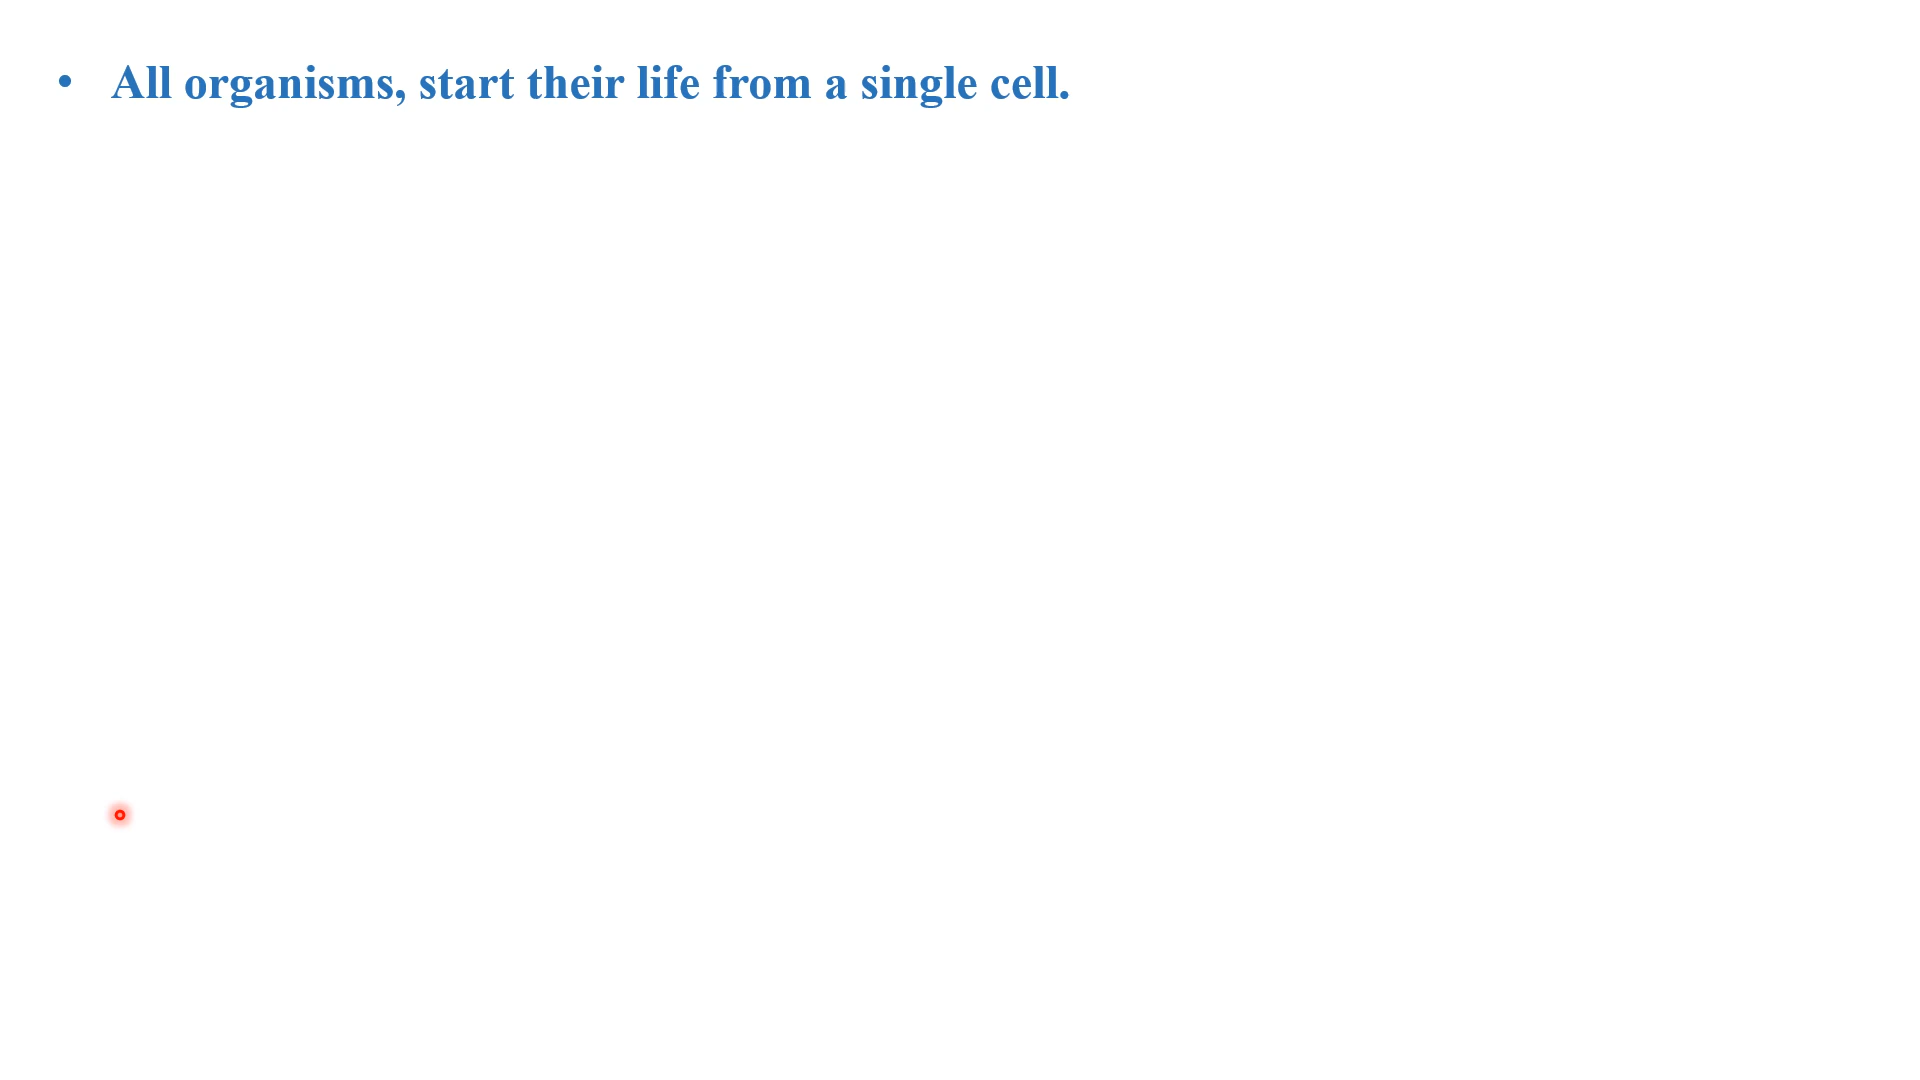 • All organisms, start their life from a single cell.